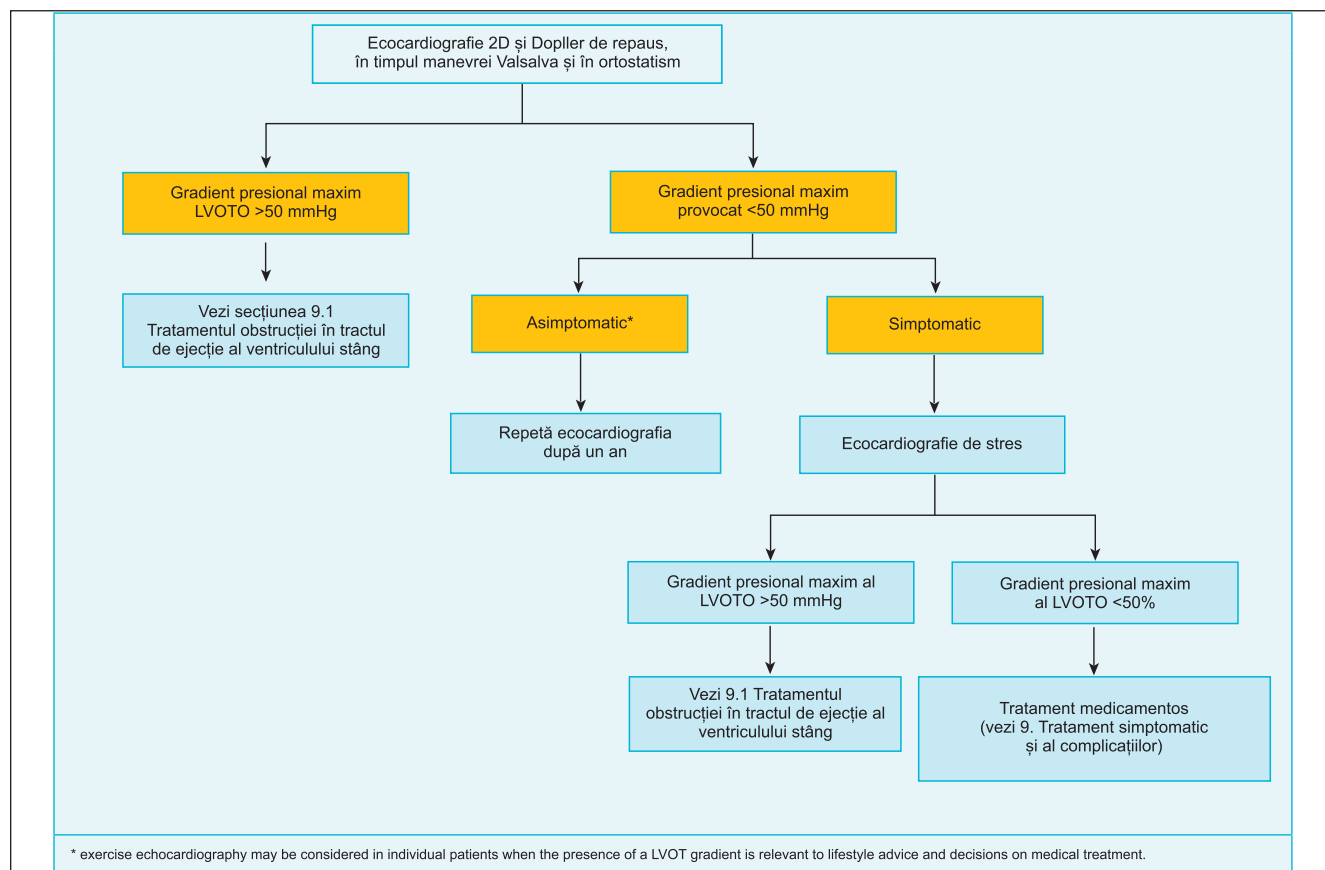 Ecocardiografie 2D și Dopller de repaus,
în timpul manevrei Valsalva și în ortostatism
Gradient presional maxim
LVOTO >50 mmHg
Gradient presional maxim
provocat <50 mmHg
Vezi secțiunea 9.1
Tratamentul obstrucției în tractul
de ejecție al ventriculului stâng
Asimptomatic*
Simptomatic
Repetă ecocardiografia
după un an
Ecocardiografie de stres
Gradient presional maxim al
LVOTO >50 mmHg
Gradient presional maxim
al LVOTO <50%
Vezi 9.1 Tratamentul
obstrucției în tractul de ejecție al
ventriculului stâng
Tratament medicamentos
(vezi 9. Tratament simptomatic
și al complicațiilor)
* exercise echocardiography may be considered in individual patients when the presence of a LVOT gradient is relevant to lifestyle advice and decisions on medical treatment.